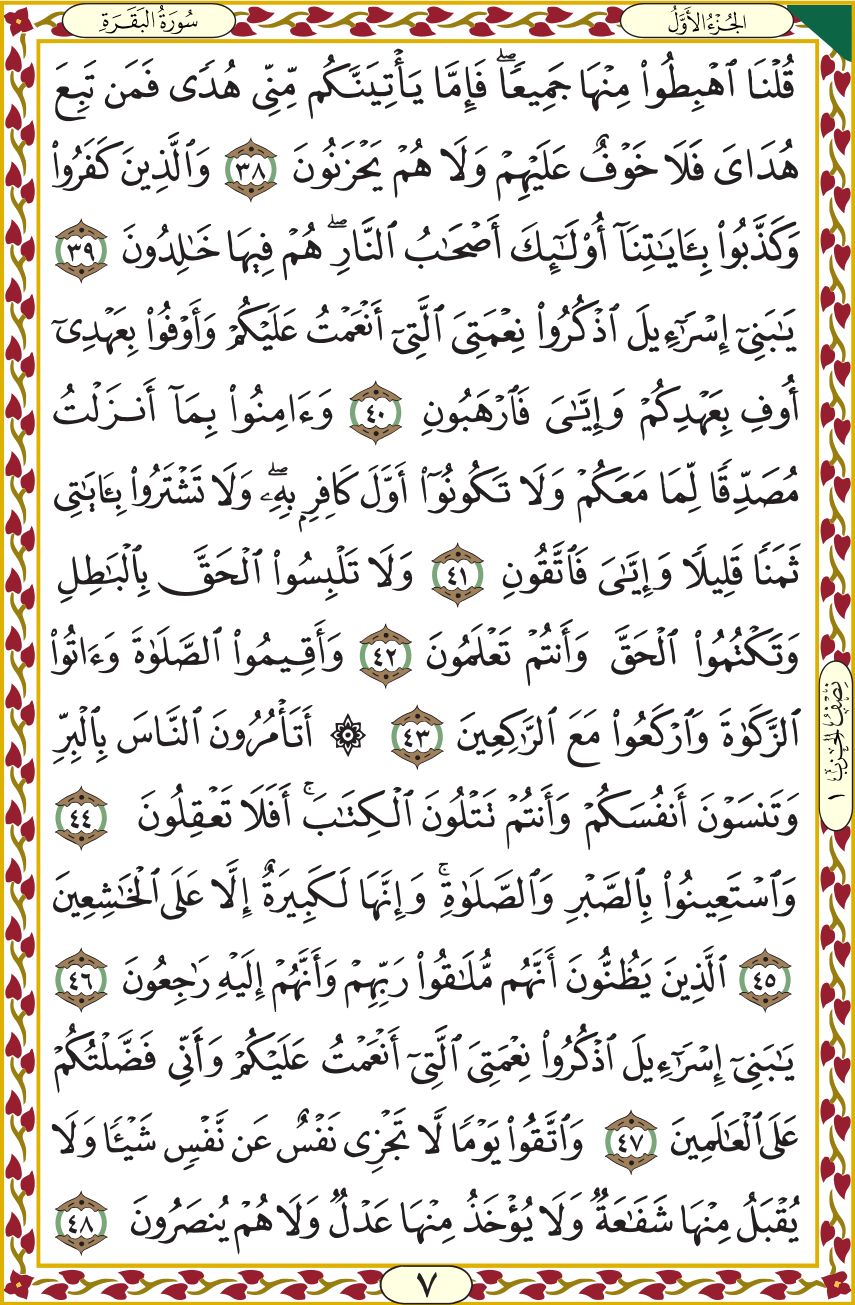 الجُزْءُ الأَوَّلُ
سُورَةُ البَقَرَةِ
قُلْنَا ٱهْبِطُوا۟ مِنْهَا جَمِيعًاۖ فَإِمَّا يَأْتِيَنَّكُم مِّنِّى هُدًى فَمَن تَبِعَ
هُدَاىَ فَلَا خَوْفٌ عَلَيْهِمْ وَلَا هُمْ يَحْزَنُونَ ٣٨ وَٱلَّذِينَ كَفَرُوا۟
وَكَذَّبُوا۟ بِـَٔايَـٰتِنَآ أُو۟لَـٰٓئِكَ أَصْحَـٰبُ ٱلنَّارِۖ هُمْ فِيهَا خَـٰلِدُونَ ٣٩
يَـٰبَنِىٓ إِسْرَٰٓءِيلَ ٱذْكُرُوا۟ نِعْمَتِىَ ٱلَّتِىٓ أَنْعَمْتُ عَلَيْكُمْ وَأَوْفُوا۟ بِعَهْدِىٓ
أُوفِ بِعَهْدِكُمْ وَإِيَّـٰىَ فَٱرْهَبُونِ ٤٠ وَءَامِنُوا۟ بِمَآ أَنزَلْتُ
مُصَدِّقًا لِّمَا مَعَكُمْ وَلَا تَكُونُوٓا۟ أَوَّلَ كَافِرٍۭ بِهِۦۖ وَلَا تَشْتَرُوا۟ بِـَٔايَـٰتِى
ثَمَنًا قَلِيلًا وَإِيَّـٰىَ فَٱتَّقُونِ ٤١ وَلَا تَلْبِسُوا۟ ٱلْحَقَّ بِٱلْبَـٰطِلِ
وَتَكْتُمُوا۟ ٱلْحَقَّ وَأَنتُمْ تَعْلَمُونَ ٤٢ وَأَقِيمُوا۟ ٱلصَّلَوٰةَ وَءَاتُوا۟
ٱلزَّكَوٰةَ وَٱرْكَعُوا۟ مَعَ ٱلرَّٰكِعِينَ ٤٣ ۞ أَتَأْمُرُونَ ٱلنَّاسَ بِٱلْبِرِّ
وَتَنسَوْنَ أَنفُسَكُمْ وَأَنتُمْ تَتْلُونَ ٱلْكِتَـٰبَۚ أَفَلَا تَعْقِلُونَ ٤٤
وَٱسْتَعِينُوا۟ بِٱلصَّبْرِ وَٱلصَّلَوٰةِۚ وَإِنَّهَا لَكَبِيرَةٌ إِلَّا عَلَى ٱلْخَـٰشِعِينَ
٤٥ ٱلَّذِينَ يَظُنُّونَ أَنَّهُم مُّلَـٰقُوا۟ رَبِّهِمْ وَأَنَّهُمْ إِلَيْهِ رَٰجِعُونَ ٤٦
يَـٰبَنِىٓ إِسْرَٰٓءِيلَ ٱذْكُرُوا۟ نِعْمَتِىَ ٱلَّتِىٓ أَنْعَمْتُ عَلَيْكُمْ وَأَنِّى فَضَّلْتُكُمْ
عَلَى ٱلْعَـٰلَمِينَ ٤٧ وَٱتَّقُوا۟ يَوْمًا لَّا تَجْزِى نَفْسٌ عَن نَّفْسٍ شَيْـًٔا وَلَا
يُقْبَلُ مِنْهَا شَفَـٰعَةٌ وَلَا يُؤْخَذُ مِنْهَا عَدْلٌ وَلَا هُمْ يُنصَرُونَ ٤٨
نِصْفُ الحِزْبِ ١
٧